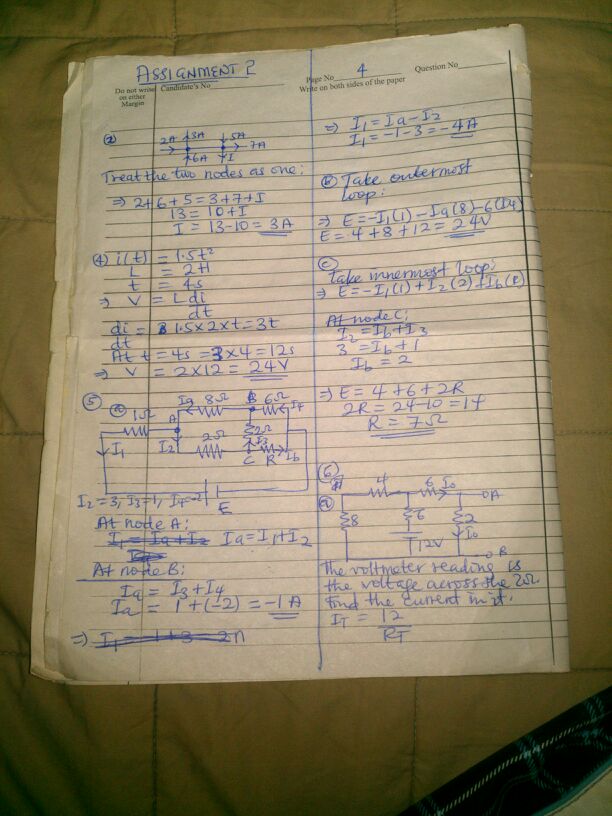 ASSIGNMENT 2
Do not write on either Margin
Candidate's No
Page No 4
Question No
Write on both sides of the paper
②
2A 3A 5A 7A
6A I
Treat the two nodes as one;
⇒ 2+6+5 = 3+7+I
13 = 10+I
I = 13-10 = 3A
④ i(t) = 1.5t²
L = 2H
t = 4s
⇒ V = L di/dt
di/dt = 1.5×2×t = 3t
At t = 4s = 3×4 = 12s
⇒ V = 2×12 = 24V
⑤ a
1Ω A Ia 8Ω B 6Ω I4
I1 I2 2Ω 2Ω I3 C R Ib
E
I2 = 3, I3 = 1, I4 = -2
At node A:
I1 = Ia + I2 Ia = I1 + I2
At node B:
Ia = I3 + I4
Ia = 1 + (-2) = -1A
⇒ I1 = -1+3 = 2A
⇒ I1 = Ia - I2
I1 = -1-3 = -4A
ⓑ Take outermost
loop:
⇒ E = -I1(1) - Ia(8) - 6(I4)
E = 4 + 8 + 12 = 24V
ⓒ
Take innermost loop:
⇒ E = -I1(1) + I2(2) + Ib(R)
At node C;
I2 = Ib + I3
3 = Ib + 1
Ib = 2
⇒ E = 4 + 6 + 2R
2R = 24-10 = 14
R = 7Ω
⑥
ⓐ
4 6 Io A
8 6 2
12V Io
B
The voltmeter reading is
the voltage across the 2Ω.
Find the current in it.
IT = 12/RT